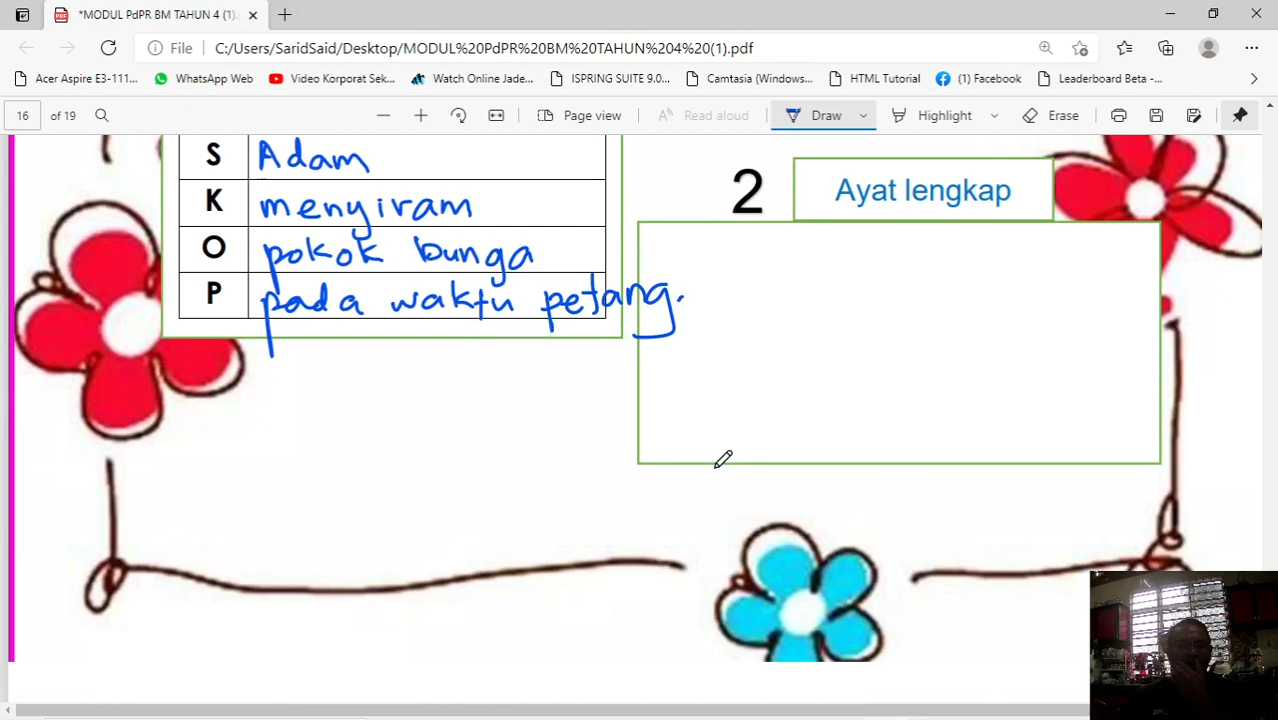 *MODUL PdPR BM TAHUN 4 (1).p
File C:/Users/SaridSaid/Desktop/MODUL%20PdPR%20BM%20TAHUN%204%20(1).pdf
Acer Aspire E3-111... WhatsApp Web Video Korporat Sek... Watch Online Jade... ISPRING SUITE 9.0... Camtasia (Windows... HTML Tutorial (1) Facebook Leaderboard Beta -...
16 of 19 Page view Read aloud Draw Highlight Erase
S Adam
K menyiram
O pokok bunga
P pada waktu petang.
2 Ayat lengkap